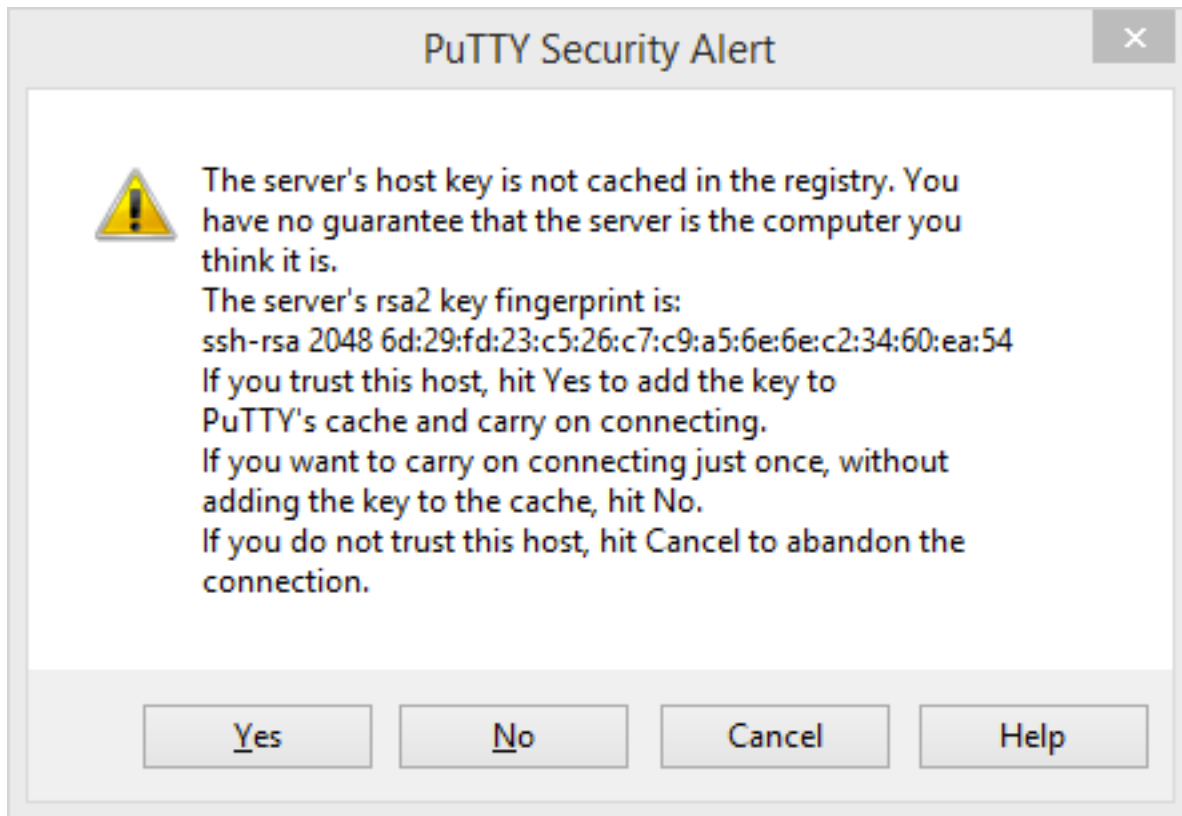 PuTTY Security Alert
The server's host key is not cached in the registry. You
have no guarantee that the server is the computer you
think it is.
The server's rsa2 key fingerprint is:
ssh-rsa 2048 6d:29:fd:23:c5:26:c7:c9:a5:6e:6e:c2:34:60:ea:54
If you trust this host, hit Yes to add the key to
PuTTY's cache and carry on connecting.
If you want to carry on connecting just once, without
adding the key to the cache, hit No.
If you do not trust this host, hit Cancel to abandon the
connection.
Yes No Cancel Help